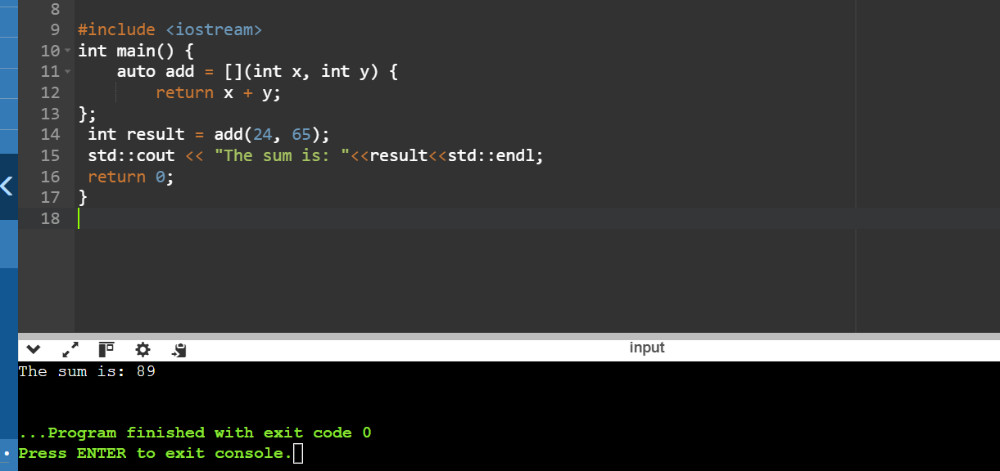 8
9 #include <iostream>
10 int main() {
11     auto add = [](int x, int y) {
12         return x + y;
13 };
14  int result = add(24, 65);
15  std::cout << "The sum is: "<<result<<std::endl;
16  return 0;
17 }
18
input
The sum is: 89
...Program finished with exit code 0
Press ENTER to exit console.